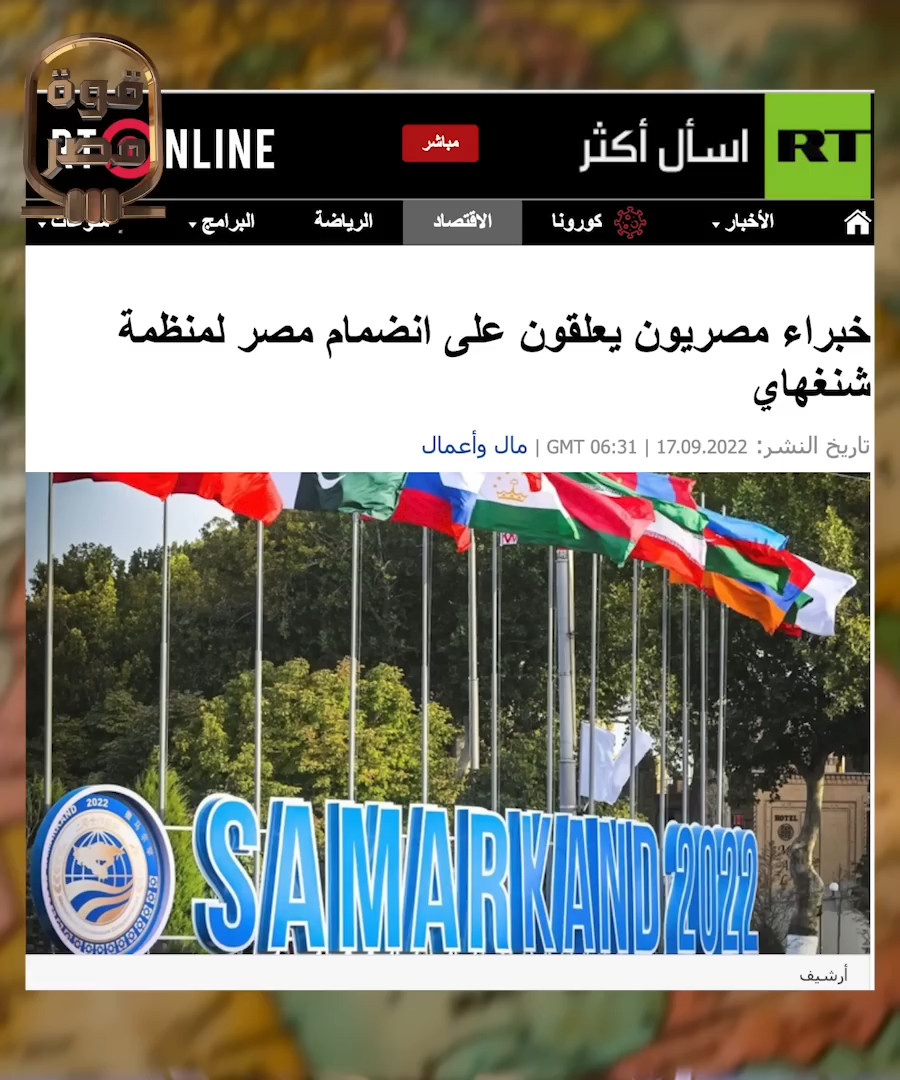 قوة
مصر
RT ONLINE
مباشر
اسأل أكثر
RT
الأخبار
كورونا
الاقتصاد
الرياضة
البرامج
خبراء مصريون يعلقون على انضمام مصر لمنظمة
شنغهاي
تاريخ النشر: 17.09.2022 | 06:31 GMT | مال وأعمال
SAMARKAND 2022
SAMARKAND 2022
HOTEL
أرشيف